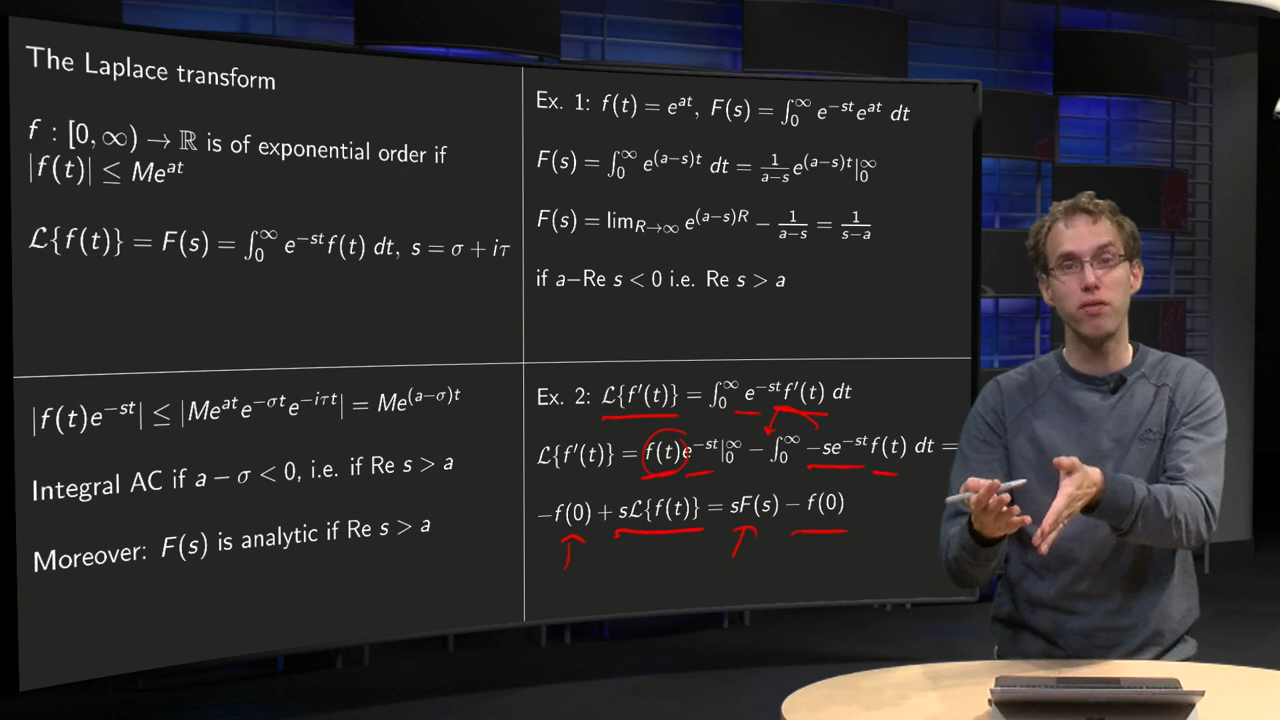 The Laplace transform
f : [0, ∞) → ℝ is of exponential order if
|f(t)| ≤ Me^{at}
ℒ{f(t)} = F(s) = ∫_0^∞ e^{−st} f(t) dt, s = σ + iτ
|f(t)e^{−st}| ≤ |Me^{at}e^{−σt}e^{−iτt}| = Me^{(a−σ)t}
Integral AC if a − σ < 0, i.e. if Re s > a
Moreover: F(s) is analytic if Re s > a
Ex. 1: f(t) = e^{at}, F(s) = ∫_0^∞ e^{−st}e^{at} dt
F(s) = ∫_0^∞ e^{(a−s)t} dt = \frac{1}{a−s}e^{(a−s)t}|_0^∞
F(s) = lim_{R→∞} e^{(a−s)R} − \frac{1}{a−s} = \frac{1}{s−a}
if a−Re s < 0 i.e. Re s > a
Ex. 2: ℒ{f′(t)} = ∫_0^∞ e^{−st} f′(t) dt
ℒ{f′(t)} = f(t)e^{−st}|_0^∞ − ∫_0^∞ −se^{−st} f(t) dt =
−f(0) + sℒ{f(t)} = sF(s) − f(0)